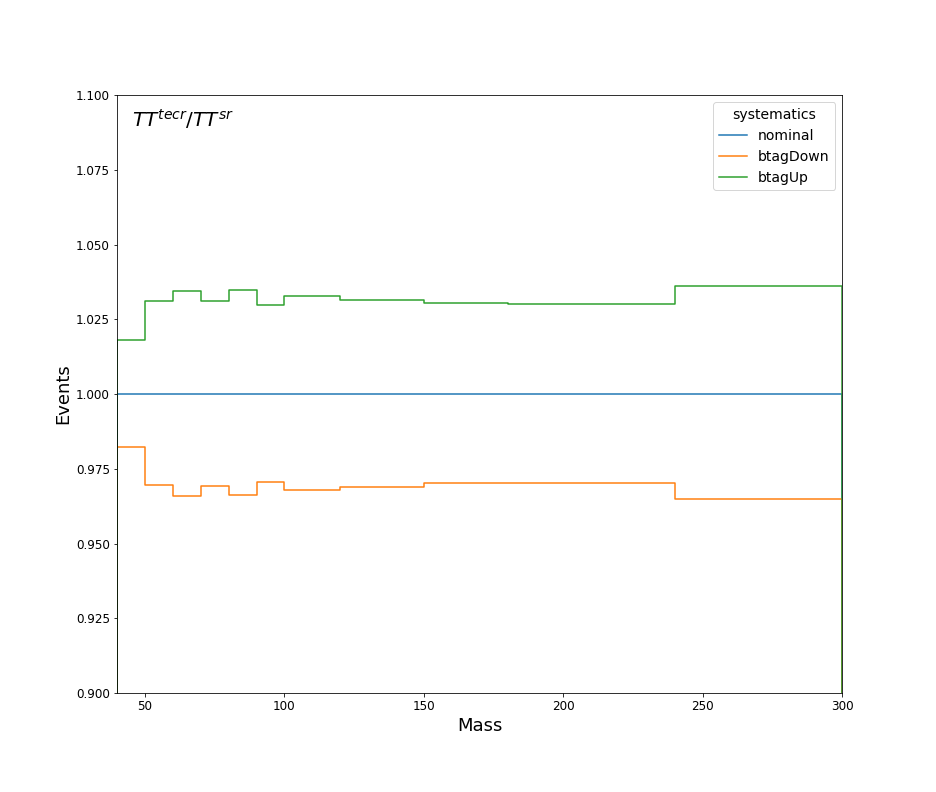 TT^{tecr}/TT^{sr}
systematics
nominal
btagDown
btagUp
1.100
1.075
1.050
1.025
1.000
0.975
0.950
0.925
0.900
Events
50 100 150 200 250 300
Mass